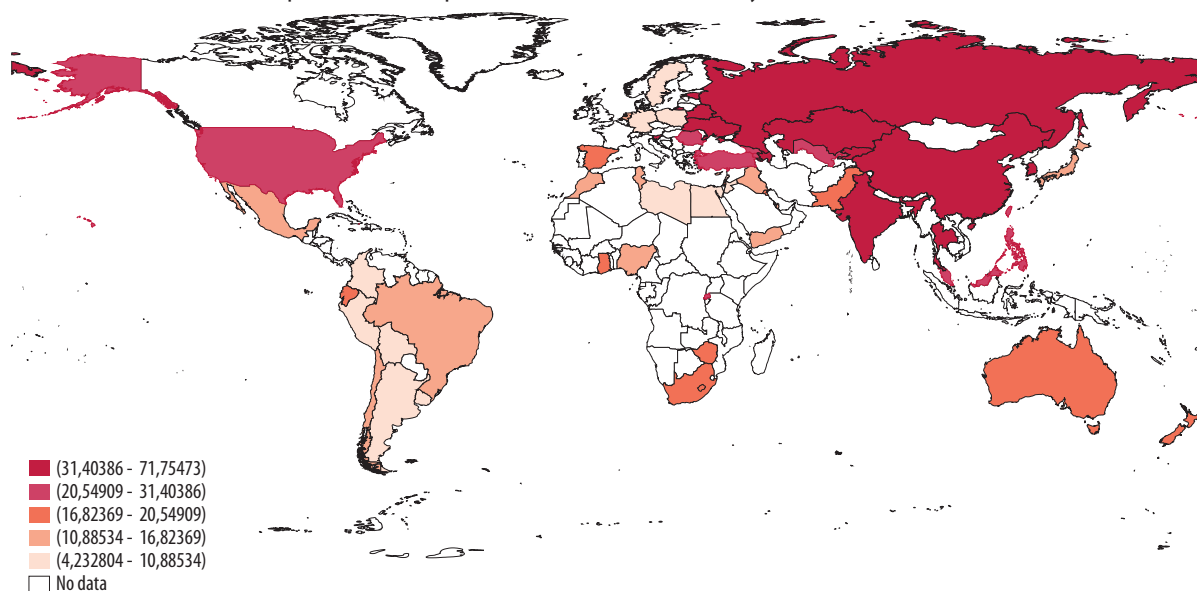 (31,40386 - 71,75473)
(20,54909 - 31,40386)
(16,82369 - 20,54909)
(10,88534 - 16,82369)
(4,232804 - 10,88534)
No data